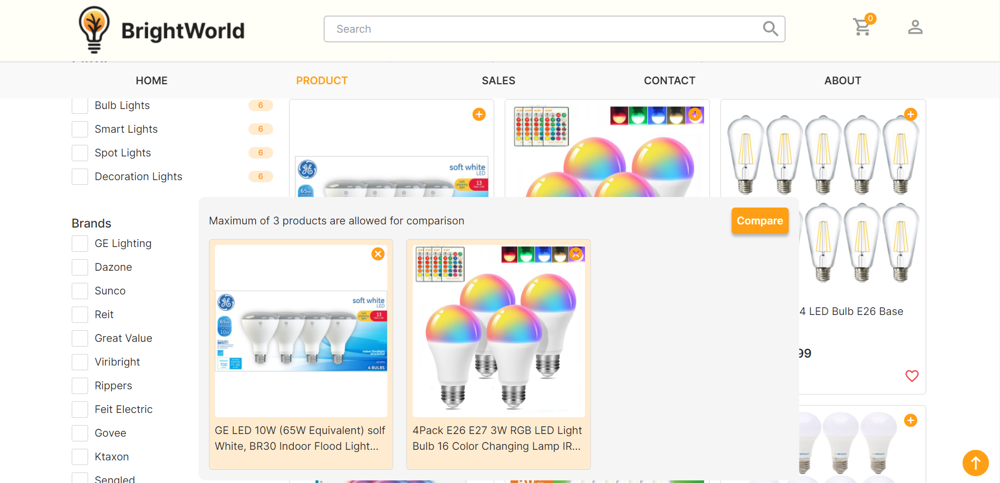 BrightWorld
Search
0
HOME
PRODUCT
SALES
CONTACT
ABOUT
Bulb Lights
6
Smart Lights
6
Spot Lights
6
Decoration Lights
6
Brands
GE Lighting
Dazone
Sunco
Reit
Great Value
Viribright
Rippers
Feit Electric
Govee
Ktaxon
Sengled
soft white
LED
65w
13
Maximum of 3 products are allowed for comparison
Compare
soft white
LED
65w
10w
13
700
4 BULBS
GE LED 10W (65W Equivalent) solf
White, BR30 Indoor Flood Light...
4Pack E26 E27 3W RGB LED Light
Bulb 16 Color Changing Lamp IR...
4 LED Bulb E26 Base
99